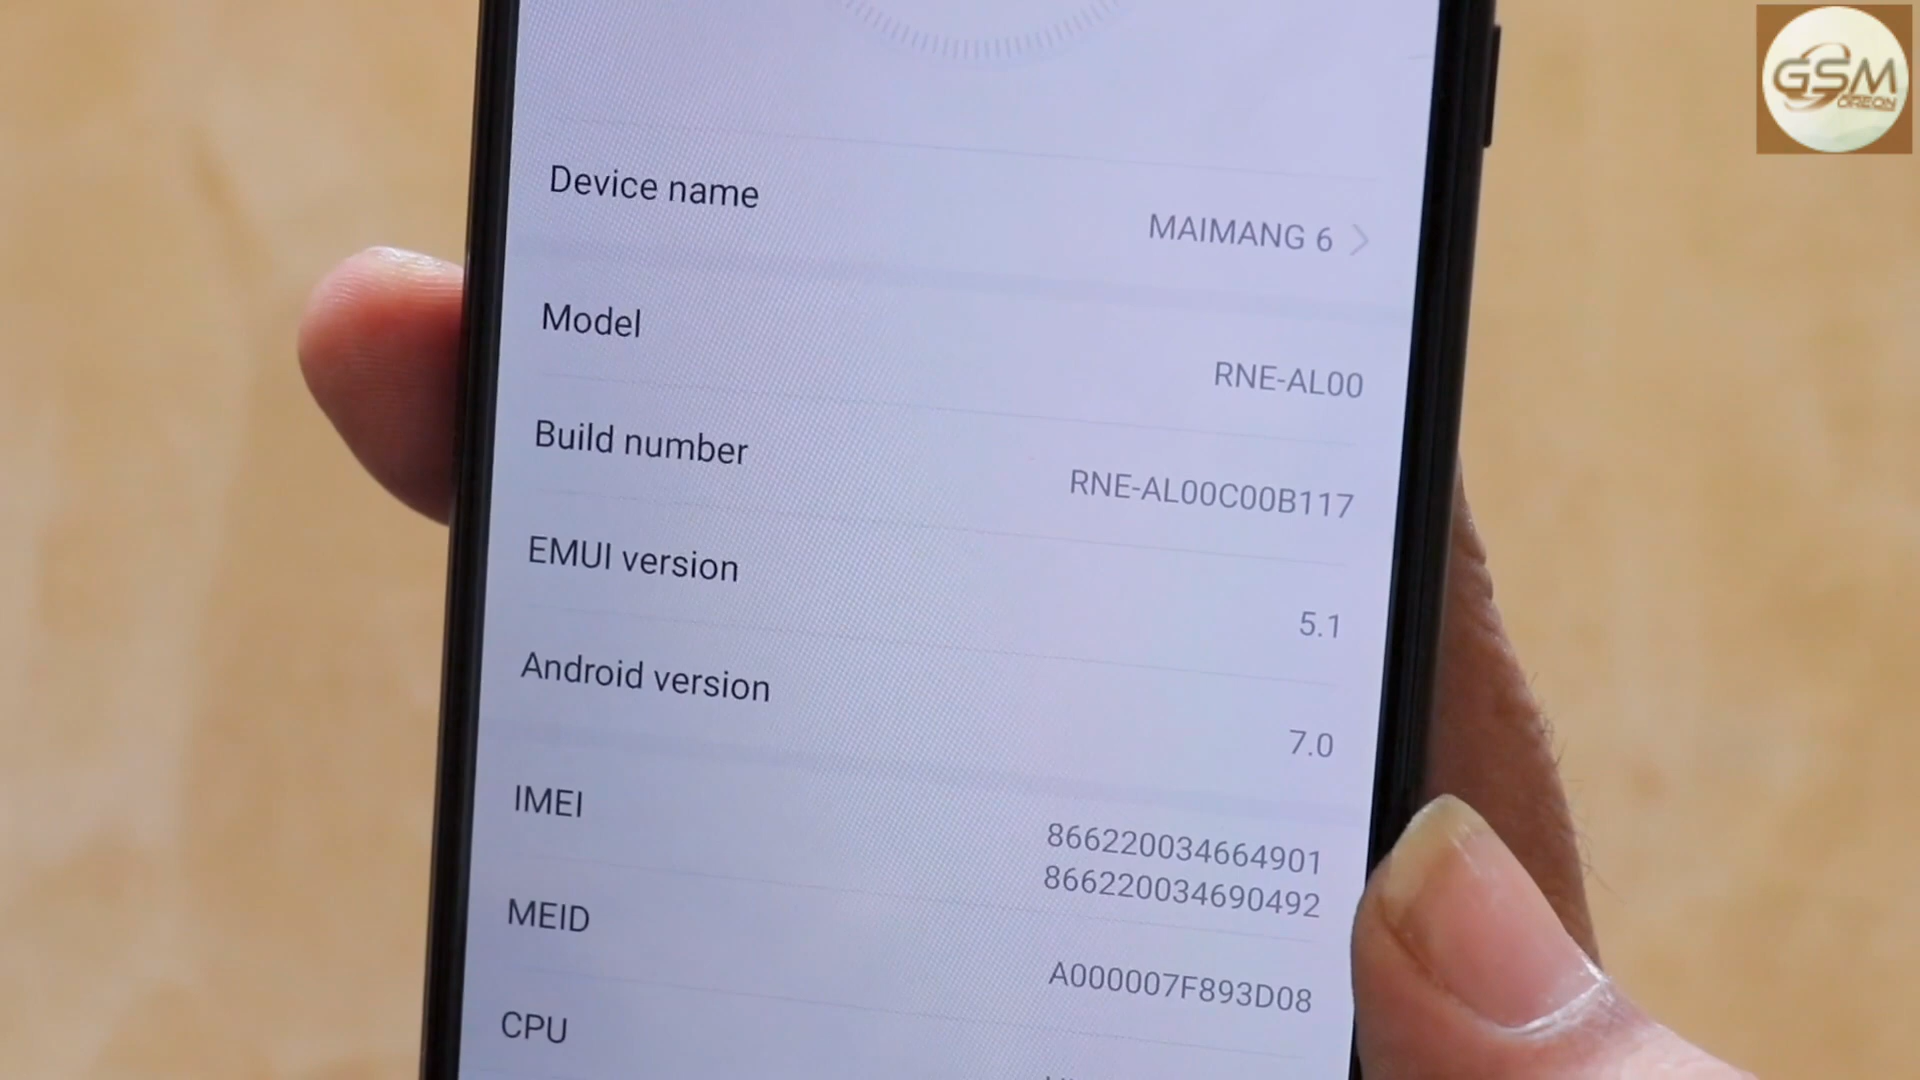 GSM
OREON
Device name
MAIMANG 6
Model
RNE-AL00
Build number
RNE-AL00C00B117
EMUI version
5.1
Android version
7.0
IMEI
866220034664901
866220034690492
MEID
A000007F893D08
CPU